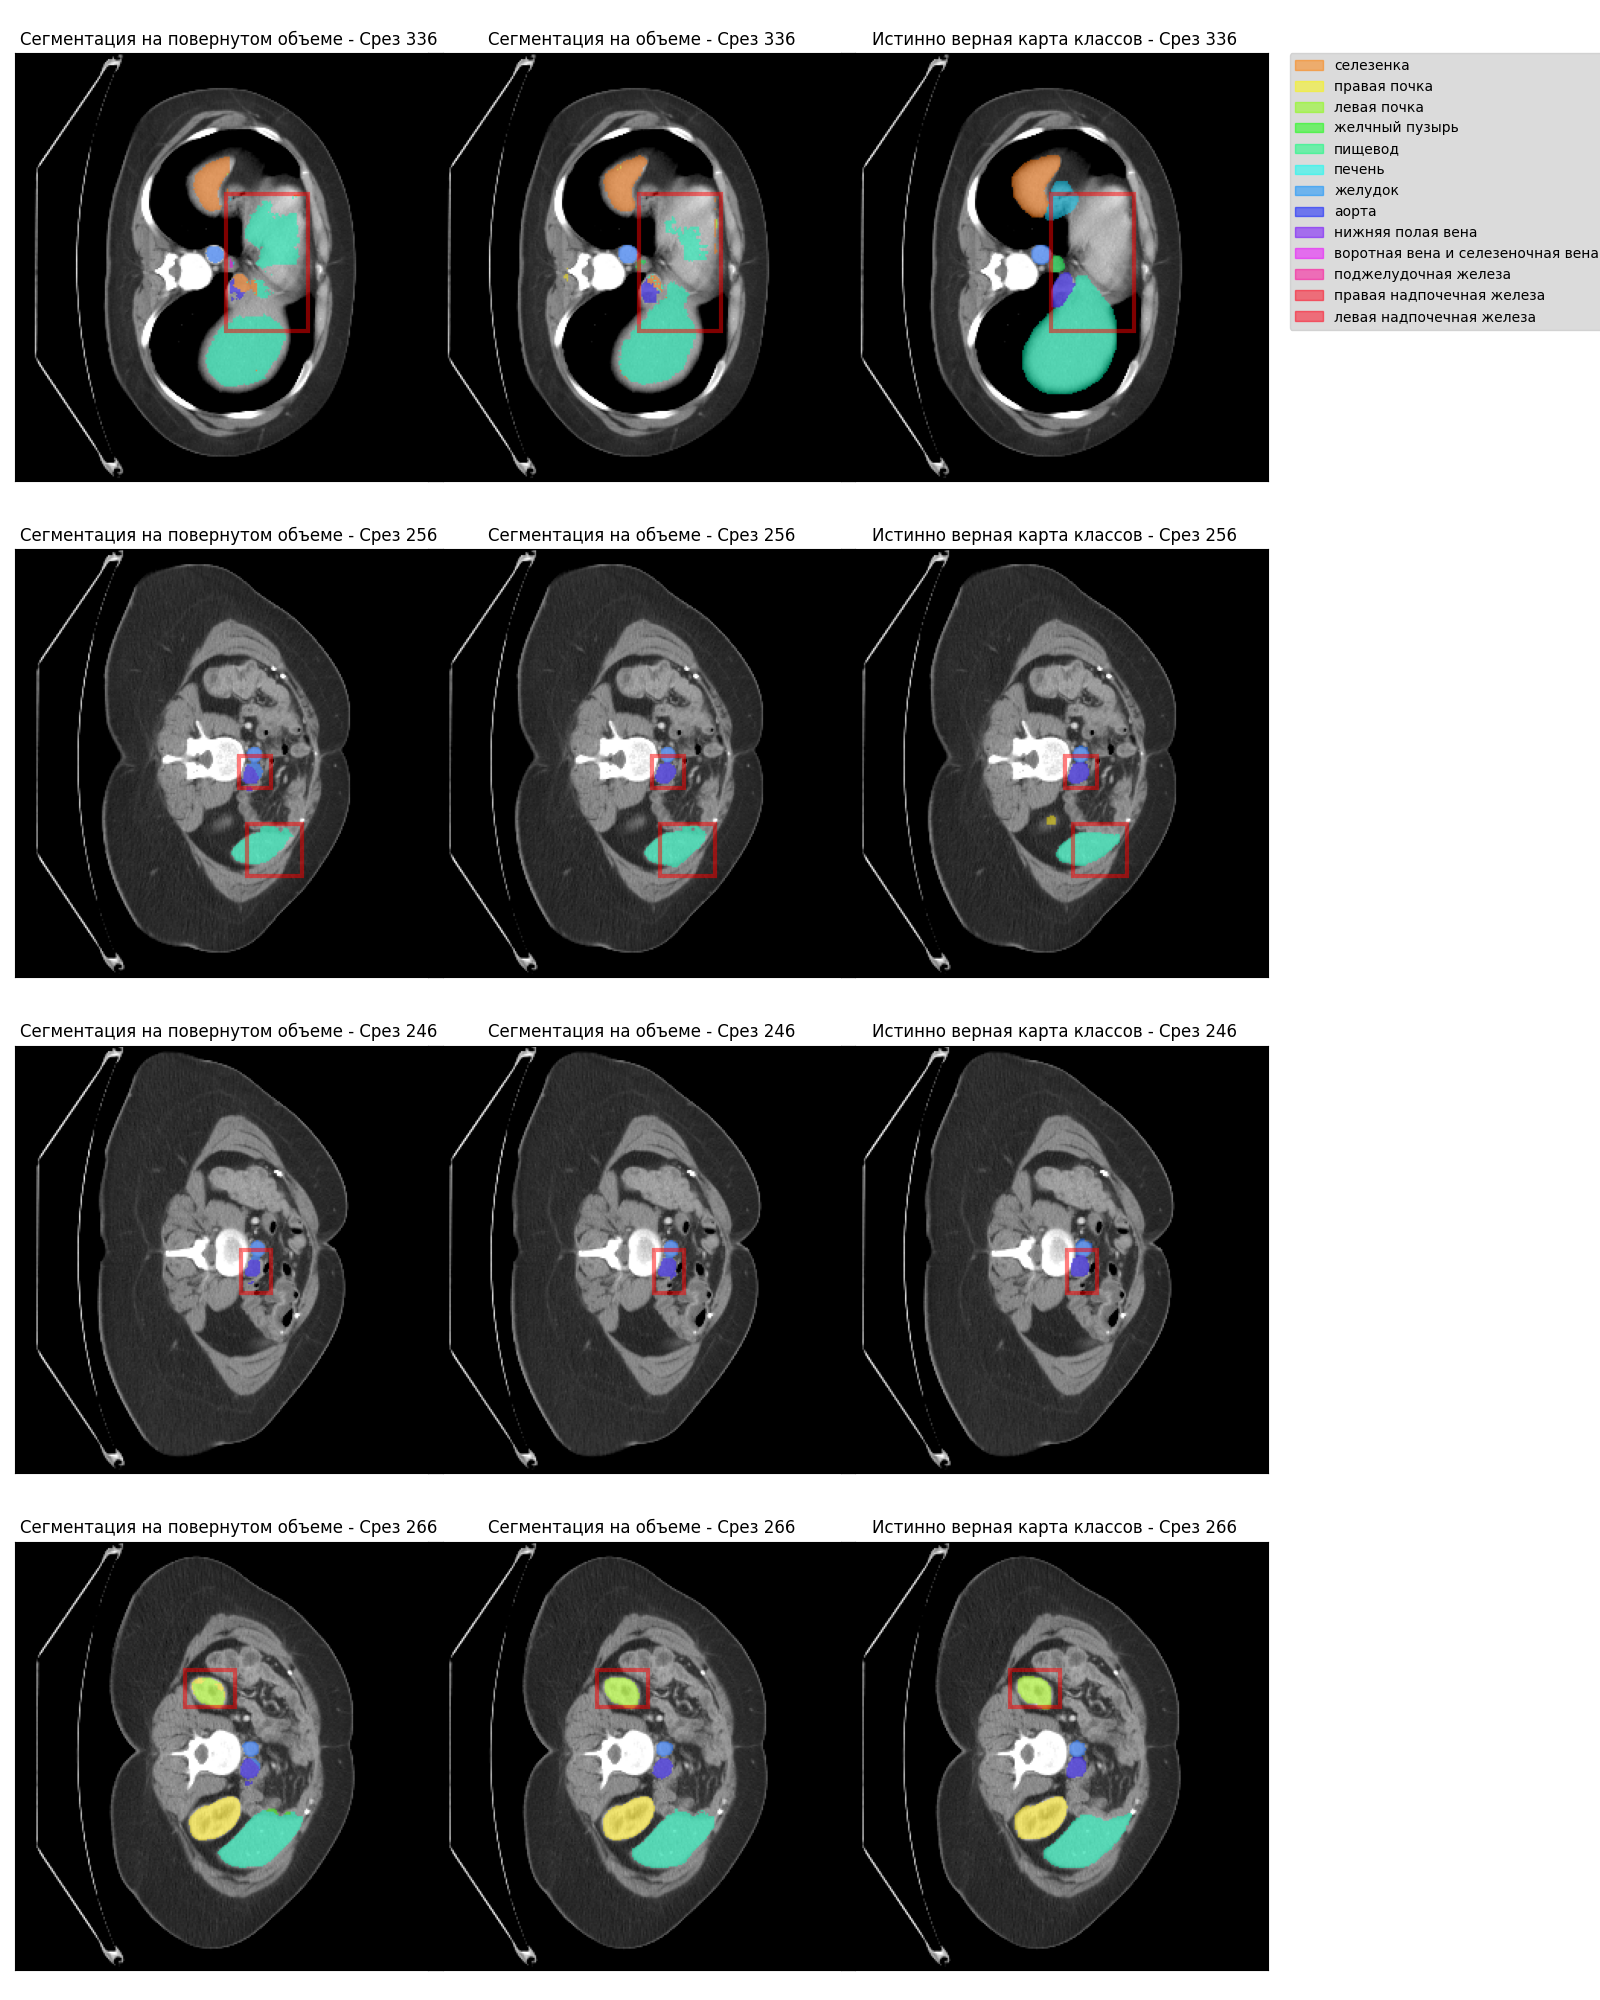 Сегментация на повернутом объеме - Срез 336
Сегментация на объеме - Срез 336
Истинно верная карта классов - Срез 336
селезенка
правая почка
левая почка
желчный пузырь
пищевод
печень
желудок
аорта
нижняя полая вена
воротная вена и селезеночная вена
поджелудочная железа
правая надпочечная железа
левая надпочечная железа
Сегментация на повернутом объеме - Срез 256
Сегментация на объеме - Срез 256
Истинно верная карта классов - Срез 256
Сегментация на повернутом объеме - Срез 246
Сегментация на объеме - Срез 246
Истинно верная карта классов - Срез 246
Сегментация на повернутом объеме - Срез 266
Сегментация на объеме - Срез 266
Истинно верная карта классов - Срез 266